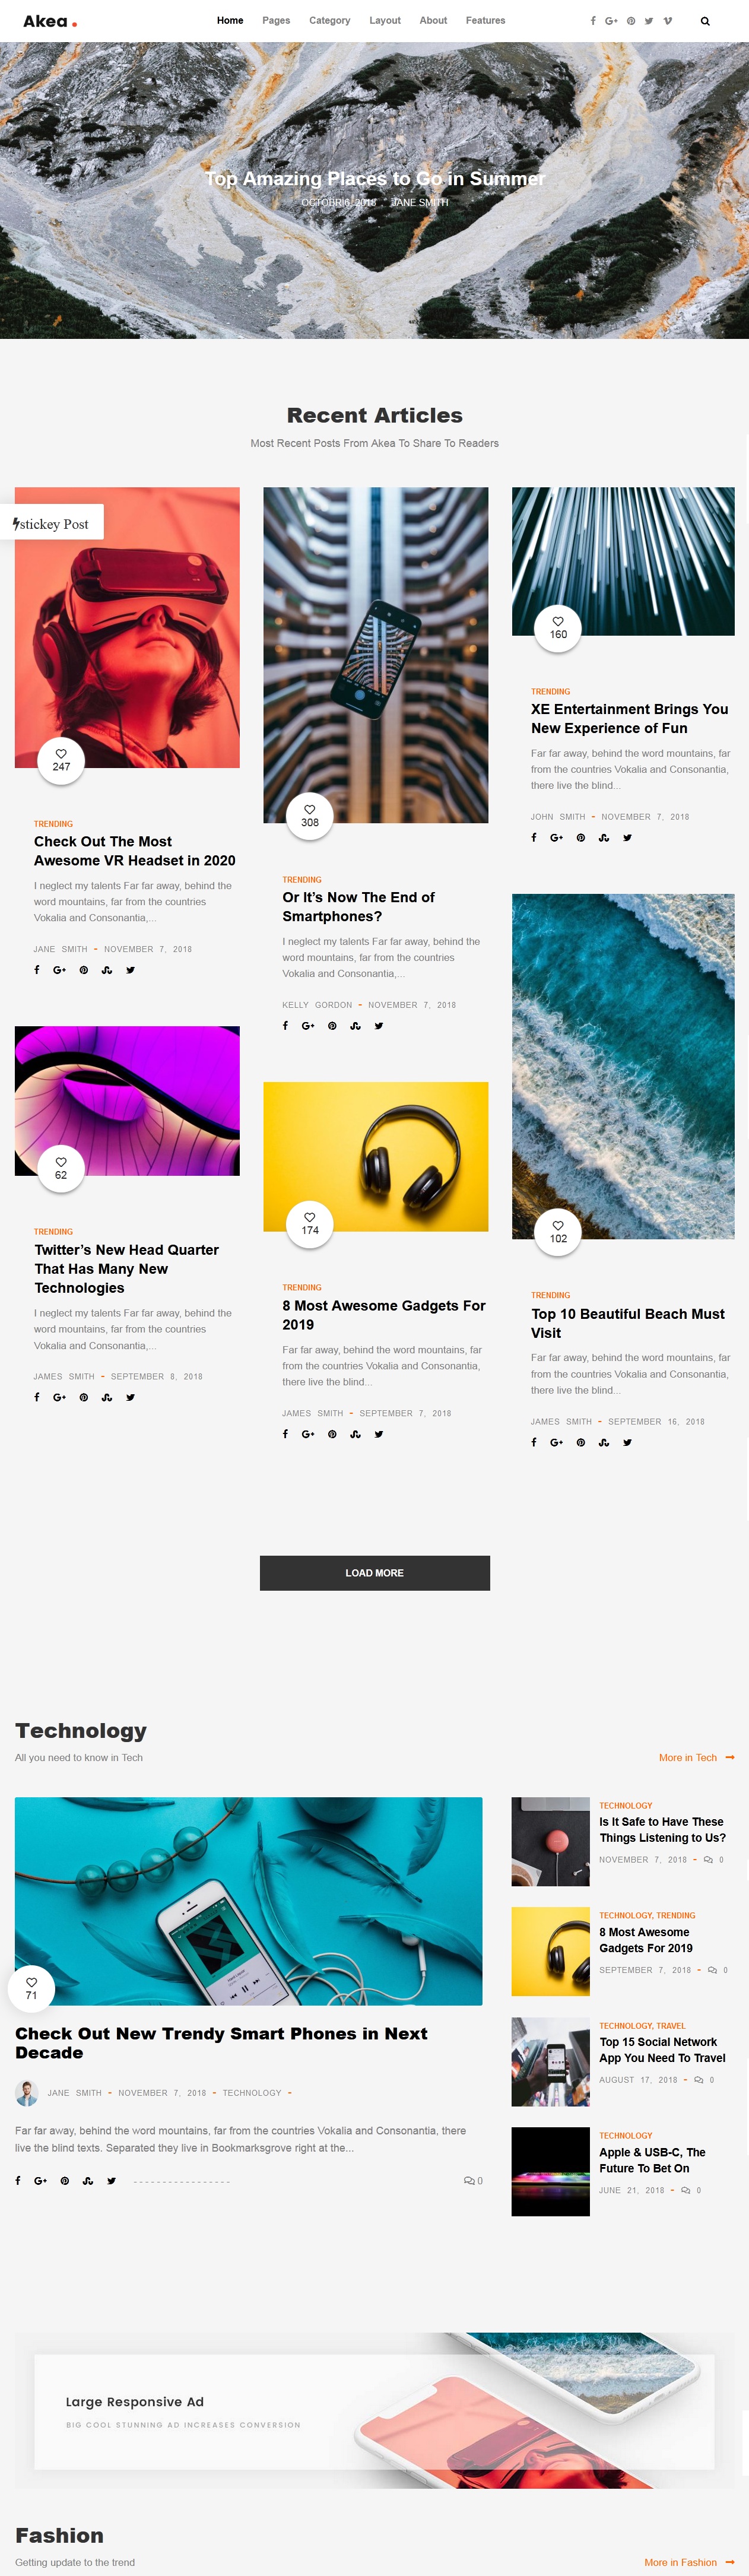 Akea .
Home Pages Category Layout About Features
Top Amazing Places to Go in Summer
OCTOBR 6, 2018 JANE SMITH
Recent Articles
Most Recent Posts From Akea To Share To Readers
stickey Post
247
TRENDING
Check Out The Most
Awesome VR Headset in 2020
I neglect my talents Far far away, behind the
word mountains, far from the countries
Vokalia and Consonantia,...
JANE SMITH - NOVEMBER 7, 2018
62
TRENDING
Twitter’s New Head Quarter
That Has Many New
Technologies
I neglect my talents Far far away, behind the
word mountains, far from the countries
Vokalia and Consonantia,...
JAMES SMITH - SEPTEMBER 8, 2018
308
TRENDING
Or It’s Now The End of
Smartphones?
I neglect my talents Far far away, behind the
word mountains, far from the countries
Vokalia and Consonantia,...
KELLY GORDON - NOVEMBER 7, 2018
174
TRENDING
8 Most Awesome Gadgets For
2019
Far far away, behind the word mountains, far
from the countries Vokalia and Consonantia,
there live the blind...
JAMES SMITH - SEPTEMBER 7, 2018
160
TRENDING
XE Entertainment Brings You
New Experience of Fun
Far far away, behind the word mountains, far
from the countries Vokalia and Consonantia,
there live the blind...
JOHN SMITH - NOVEMBER 7, 2018
102
TRENDING
Top 10 Beautiful Beach Must
Visit
Far far away, behind the word mountains, far
from the countries Vokalia and Consonantia,
there live the blind...
JAMES SMITH - SEPTEMBER 16, 2018
LOAD MORE
Technology
All you need to know in Tech
More in Tech
71
Check Out New Trendy Smart Phones in Next
Decade
JANE SMITH - NOVEMBER 7, 2018 - TECHNOLOGY -
Far far away, behind the word mountains, far from the countries Vokalia and Consonantia, there
live the blind texts. Separated they live in Bookmarksgrove right at the...
0
TECHNOLOGY
Is It Safe to Have These
Things Listening to Us?
NOVEMBER 7, 2018 - 0
TECHNOLOGY, TRENDING
8 Most Awesome
Gadgets For 2019
SEPTEMBER 7, 2018 - 0
TECHNOLOGY, TRAVEL
Top 15 Social Network
App You Need To Travel
AUGUST 17, 2018 - 0
TECHNOLOGY
Apple & USB-C, The
Future To Bet On
JUNE 21, 2018 - 0
Large Responsive Ad
BIG COOL STUNNING AD INCREASES CONVERSION
Fashion
Getting update to the trend
More in Fashion